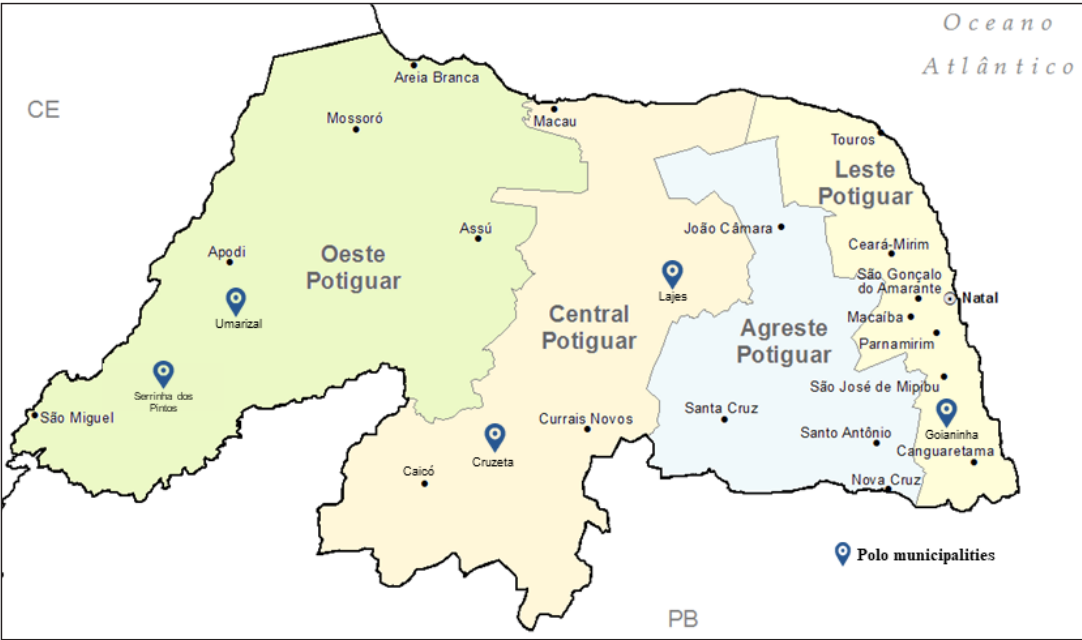 Oceano
Atlântico
CE
Areia Branca
Mossoró
Macau
Touros
Leste
Potiguar
Assú
João Câmara
Apodi
Oeste
Potiguar
Ceará-Mirim
São Gonçalo
do Amarante
Natal
Lajes
Umarizal
Central
Potiguar
Agreste
Potiguar
Macaíba
Parnamirim
São José de Mipibu
Serrinha dos
Pintos
São Miguel
Santa Cruz
Currais Novos
Santo Antônio
Goianinha
Canguaretama
Cruzeta
Caicó
Nova Cruz
Polo municipalities
PB